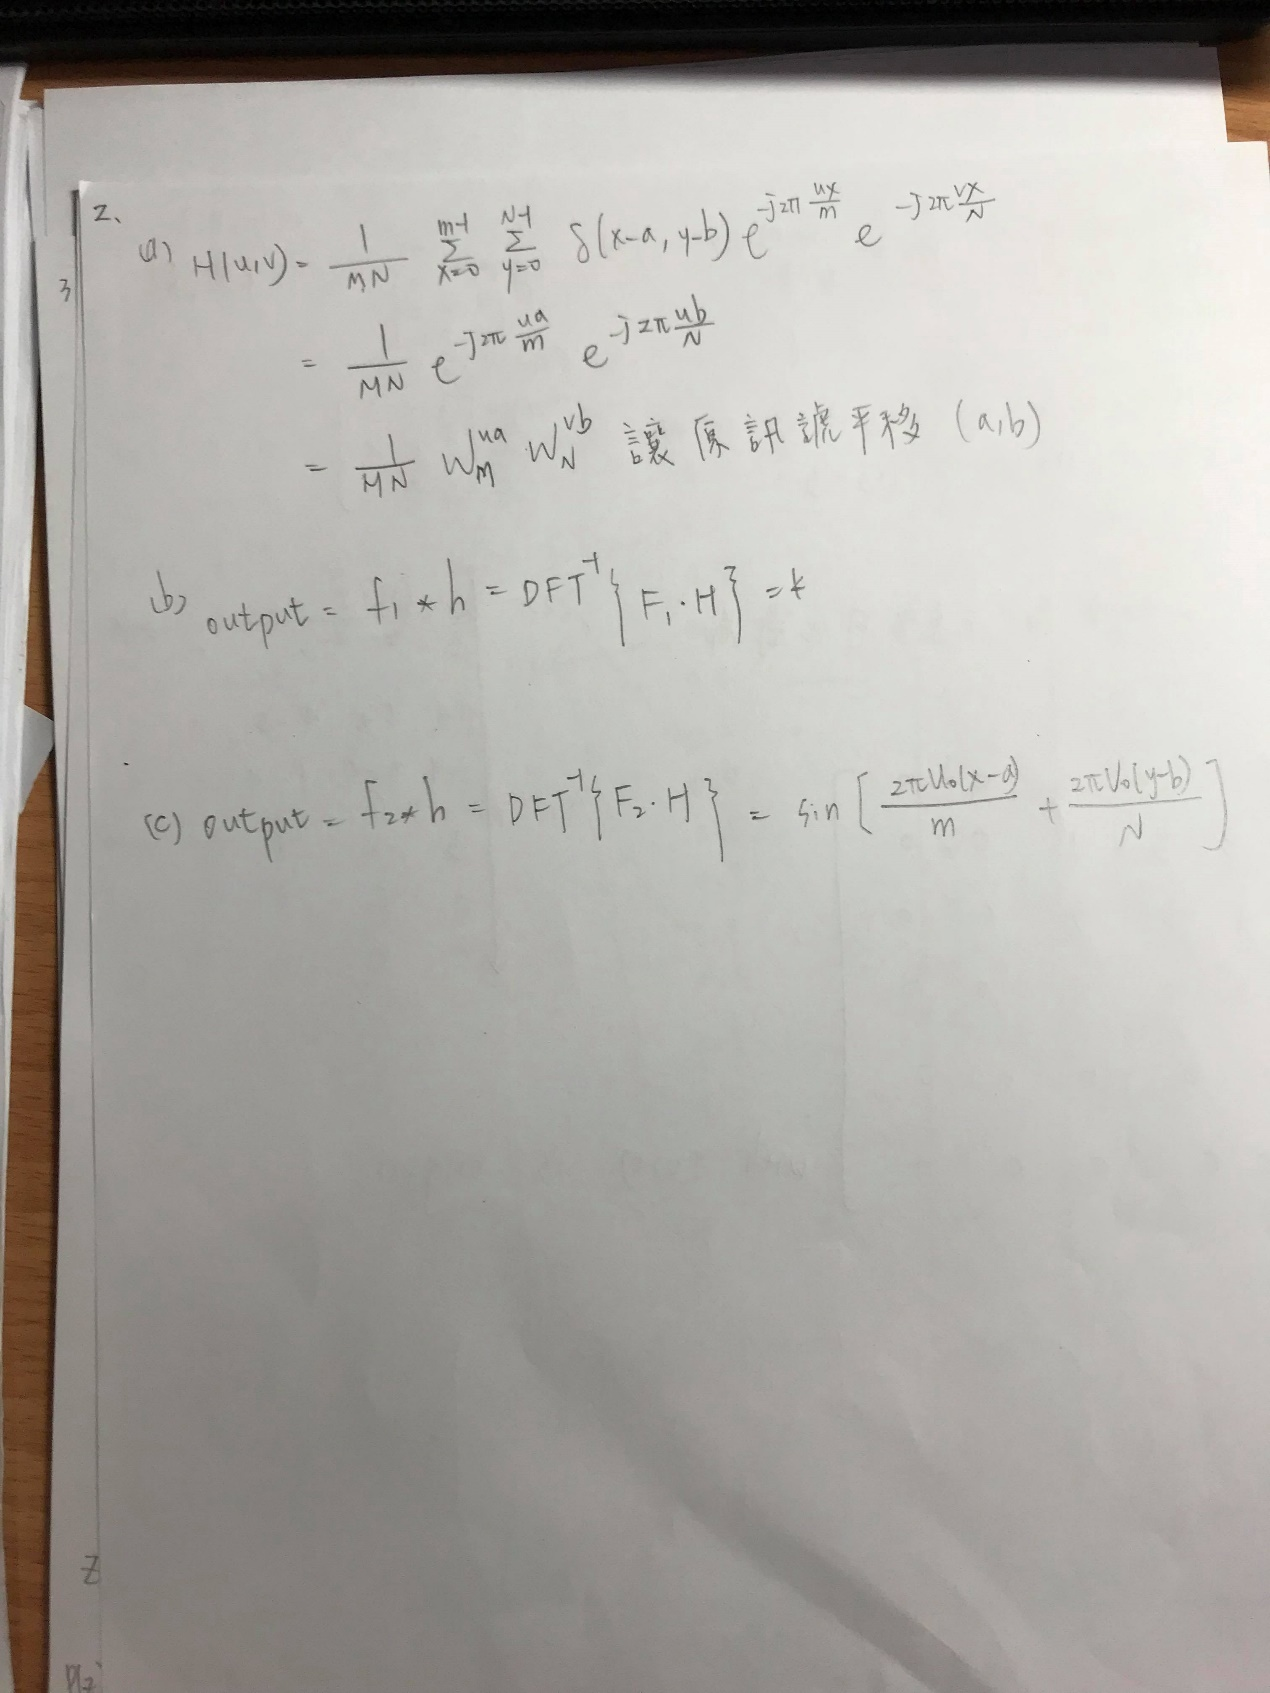 2、
(a) H(u,v) = 1/MN Σ_{x=0}^{m-1} Σ_{y=0}^{N-1} δ(x-a, y-b) e^{-j2π ux/m} e^{-j2π vx/N}
= 1/MN e^{-j2π ua/m} e^{-j2π ub/N}
= 1/MN W_M^{ua} W_N^{vb} 讓原訊號平移 (a,b)
b) output = f₁ * h = DFT⁻¹{F₁·H} = k
(c) output = f₂ * h = DFT⁻¹{F₂·H} = sin[2πU₀(x-a)/m + 2πV₀(y-b)/N]
3
Z